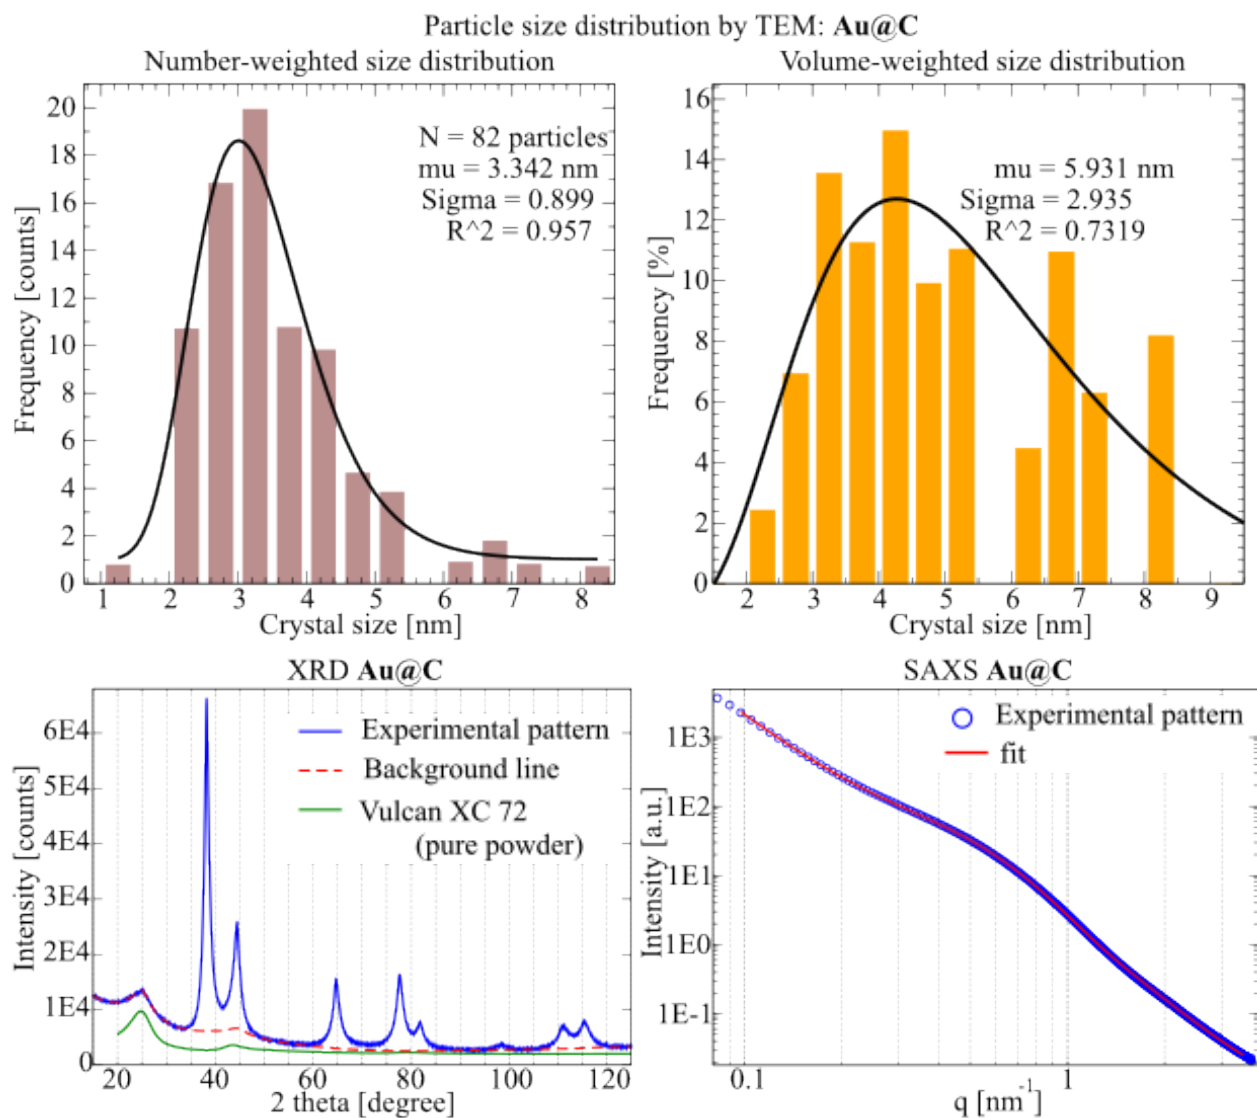 Particle size distribution by TEM: Au@C
Number-weighted size distribution
Volume-weighted size distribution
N = 82 particles
mu = 3.342 nm
Sigma = 0.899
R^2 = 0.957
Frequency [counts]
20
18
16
14
12
10
8
6
4
2
0
1 2 3 4 5 6 7 8
Crystal size [nm]
mu = 5.931 nm
Sigma = 2.935
R^2 = 0.7319
Frequency [%]
16
14
12
10
8
6
4
2
0
2 3 4 5 6 7 8 9
Crystal size [nm]
XRD Au@C
Experimental pattern
Background line
Vulcan XC 72
(pure powder)
Intensity [counts]
6E4
5E4
4E4
3E4
2E4
1E4
0
20 40 60 80 100 120
2 theta [degree]
SAXS Au@C
Experimental pattern
fit
Intensity [a.u.]
1E3
1E2
1E1
1E0
1E-1
0.1 1
q [nm⁻¹]